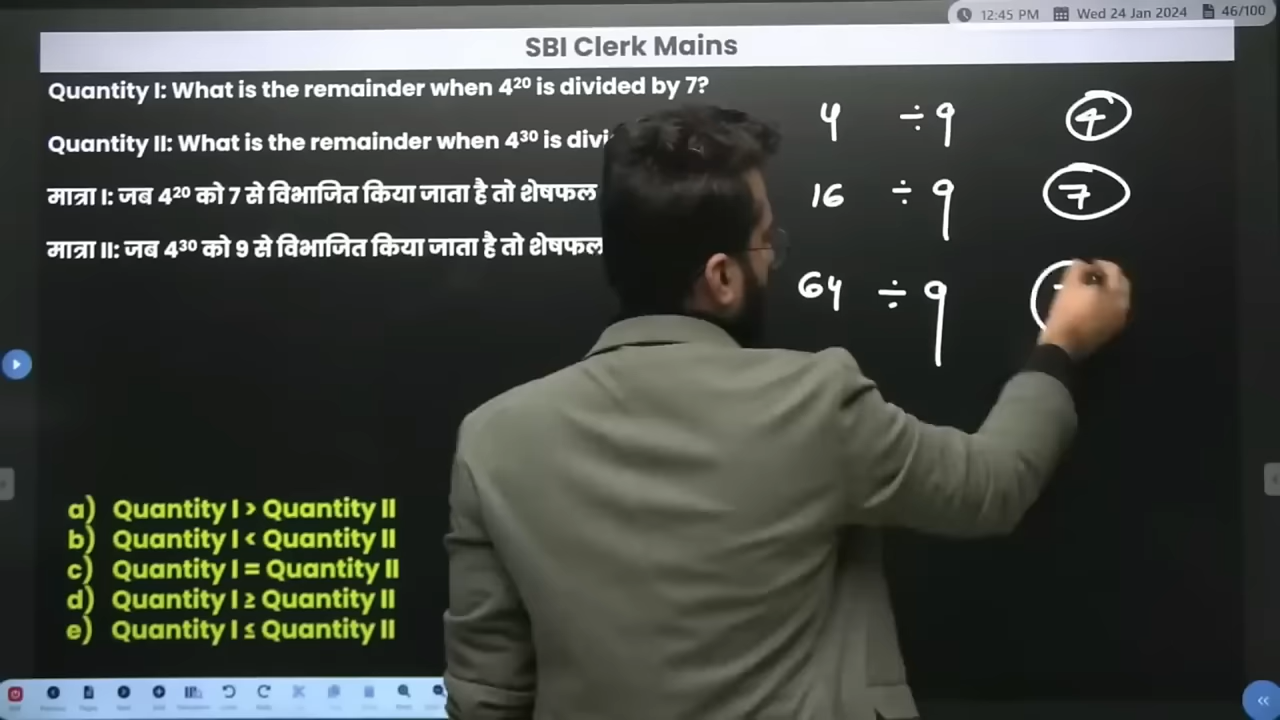 12:45 PM Wed 24 Jan 2024 46/100
SBI Clerk Mains
Quantity I: What is the remainder when 4²⁰ is divided by 7?
Quantity II: What is the remainder when 4³⁰ is
मात्रा I: जब 4²⁰ को 7 से विभाजित किया जाता है तो शेषफल
मात्रा II: जब 4³⁰ को 9 से विभाजित किया जाता है तो शेषफल
4 ÷ 9 4
16 ÷ 9 7
64 ÷ 9
a) Quantity I > Quantity II
b) Quantity I < Quantity II
c) Quantity I = Quantity II
d) Quantity I ≥ Quantity II
e) Quantity I ≤ Quantity II